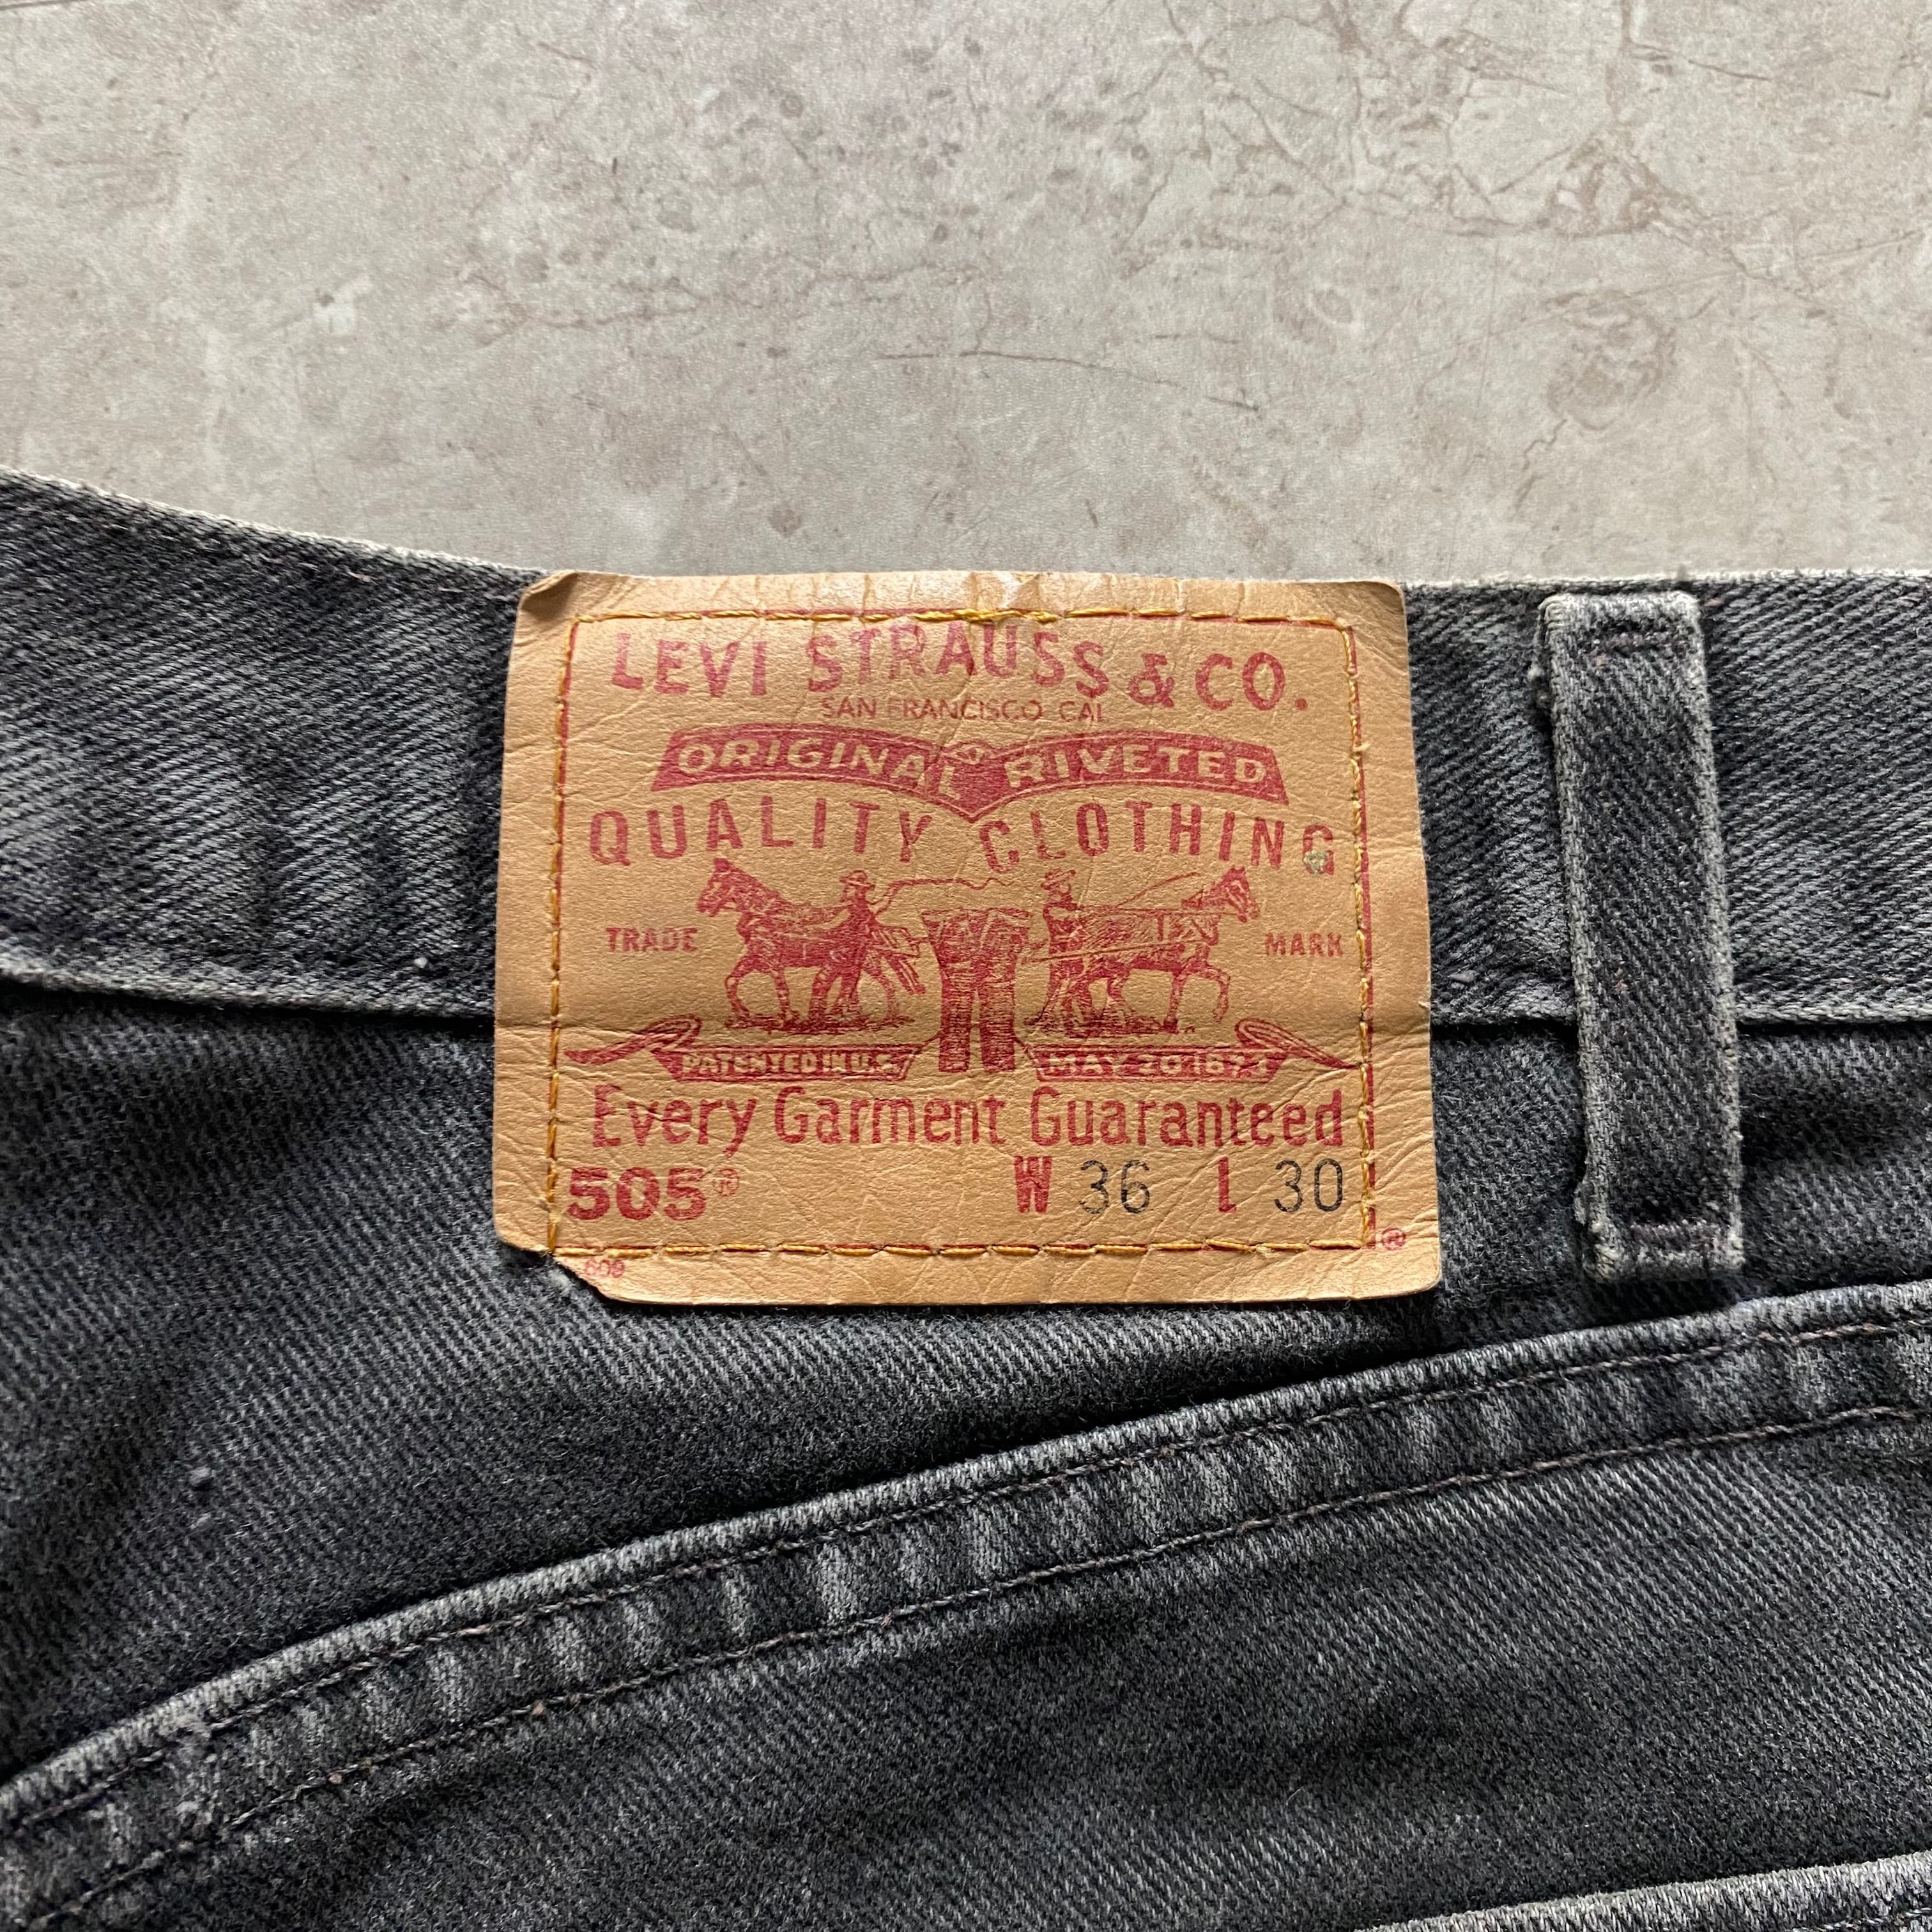 LEVI STRAUSS & CO.
SAN FRANCISCO CAL
ORIGINAL RIVETED
QUALITY CLOTHING
TRADE MARK
PATENTED IN U.S. MAY 20 1873
Every Garment Guaranteed
505® W 36 L 30
®